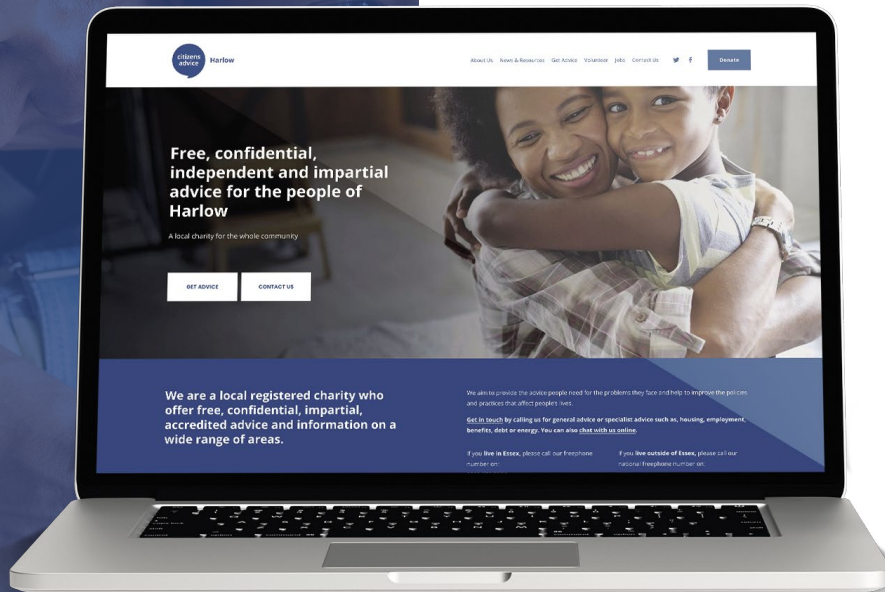 citizens
advice
Harlow
About Us News & Resources Get Advice Volunteer Jobs Contact Us
Donate
Free, confidential,
independent and impartial
advice for the people of
Harlow
A local charity for the whole community
GET ADVICE CONTACT US
We are a local registered charity who
offer free, confidential, impartial,
accredited advice and information on a
wide range of areas.
We aim to provide the advice people need for the problems they face and help to improve the policies
and practices that affect people's lives.
Get in touch by calling us for general advice or specialist advice such as, housing, employment,
benefits, debt or energy. You can also chat with us online.
If you live in Essex, please call our freephone
number on:
If you live outside of Essex, please call our
national freephone number on: